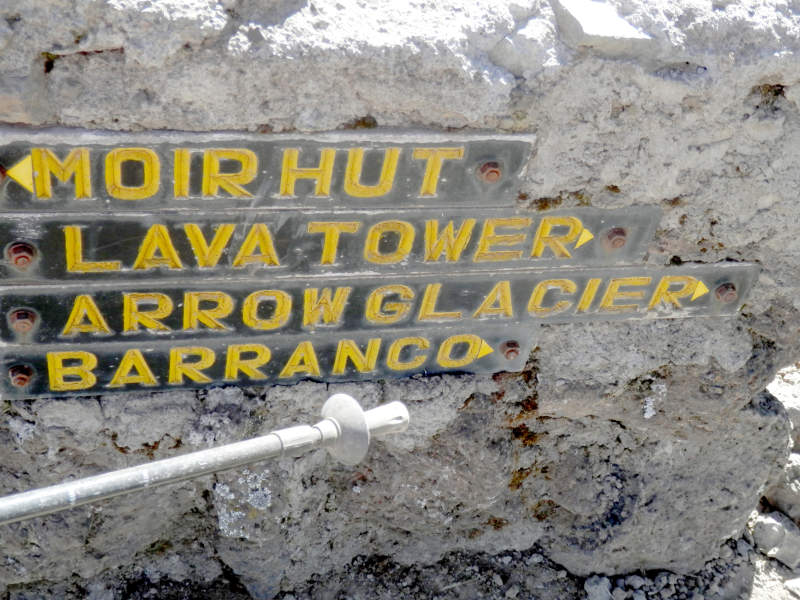 MOIR HUT
LAVA TOWER
ARROW GLACIER
BARRANCO